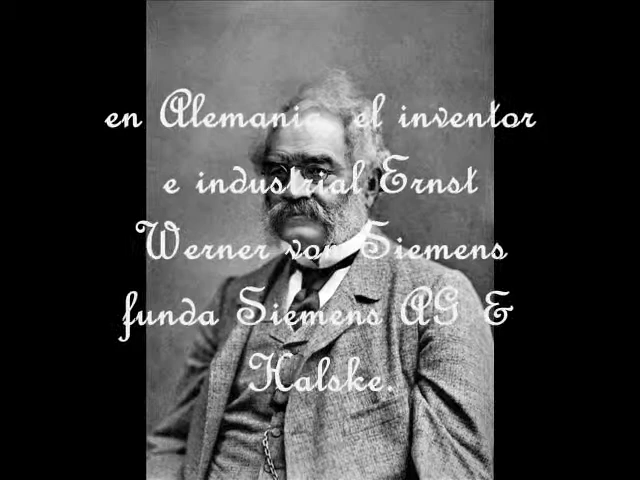 en Alemania, el inventor
e industrial Ernst
Werner von Siemens
funda Siemens AG &
Halske.